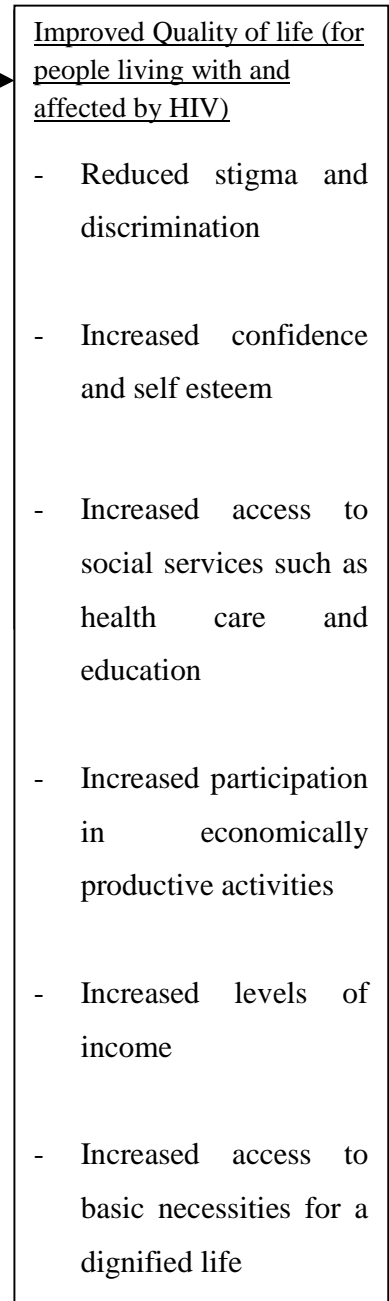 Improved Quality of life (for
people living with and
affected by HIV)
- Reduced stigma and
discrimination
- Increased confidence
and self esteem
- Increased access to
social services such as
health care and
education
- Increased participation
in economically
productive activities
- Increased levels of
income
- Increased access to
basic necessities for a
dignified life